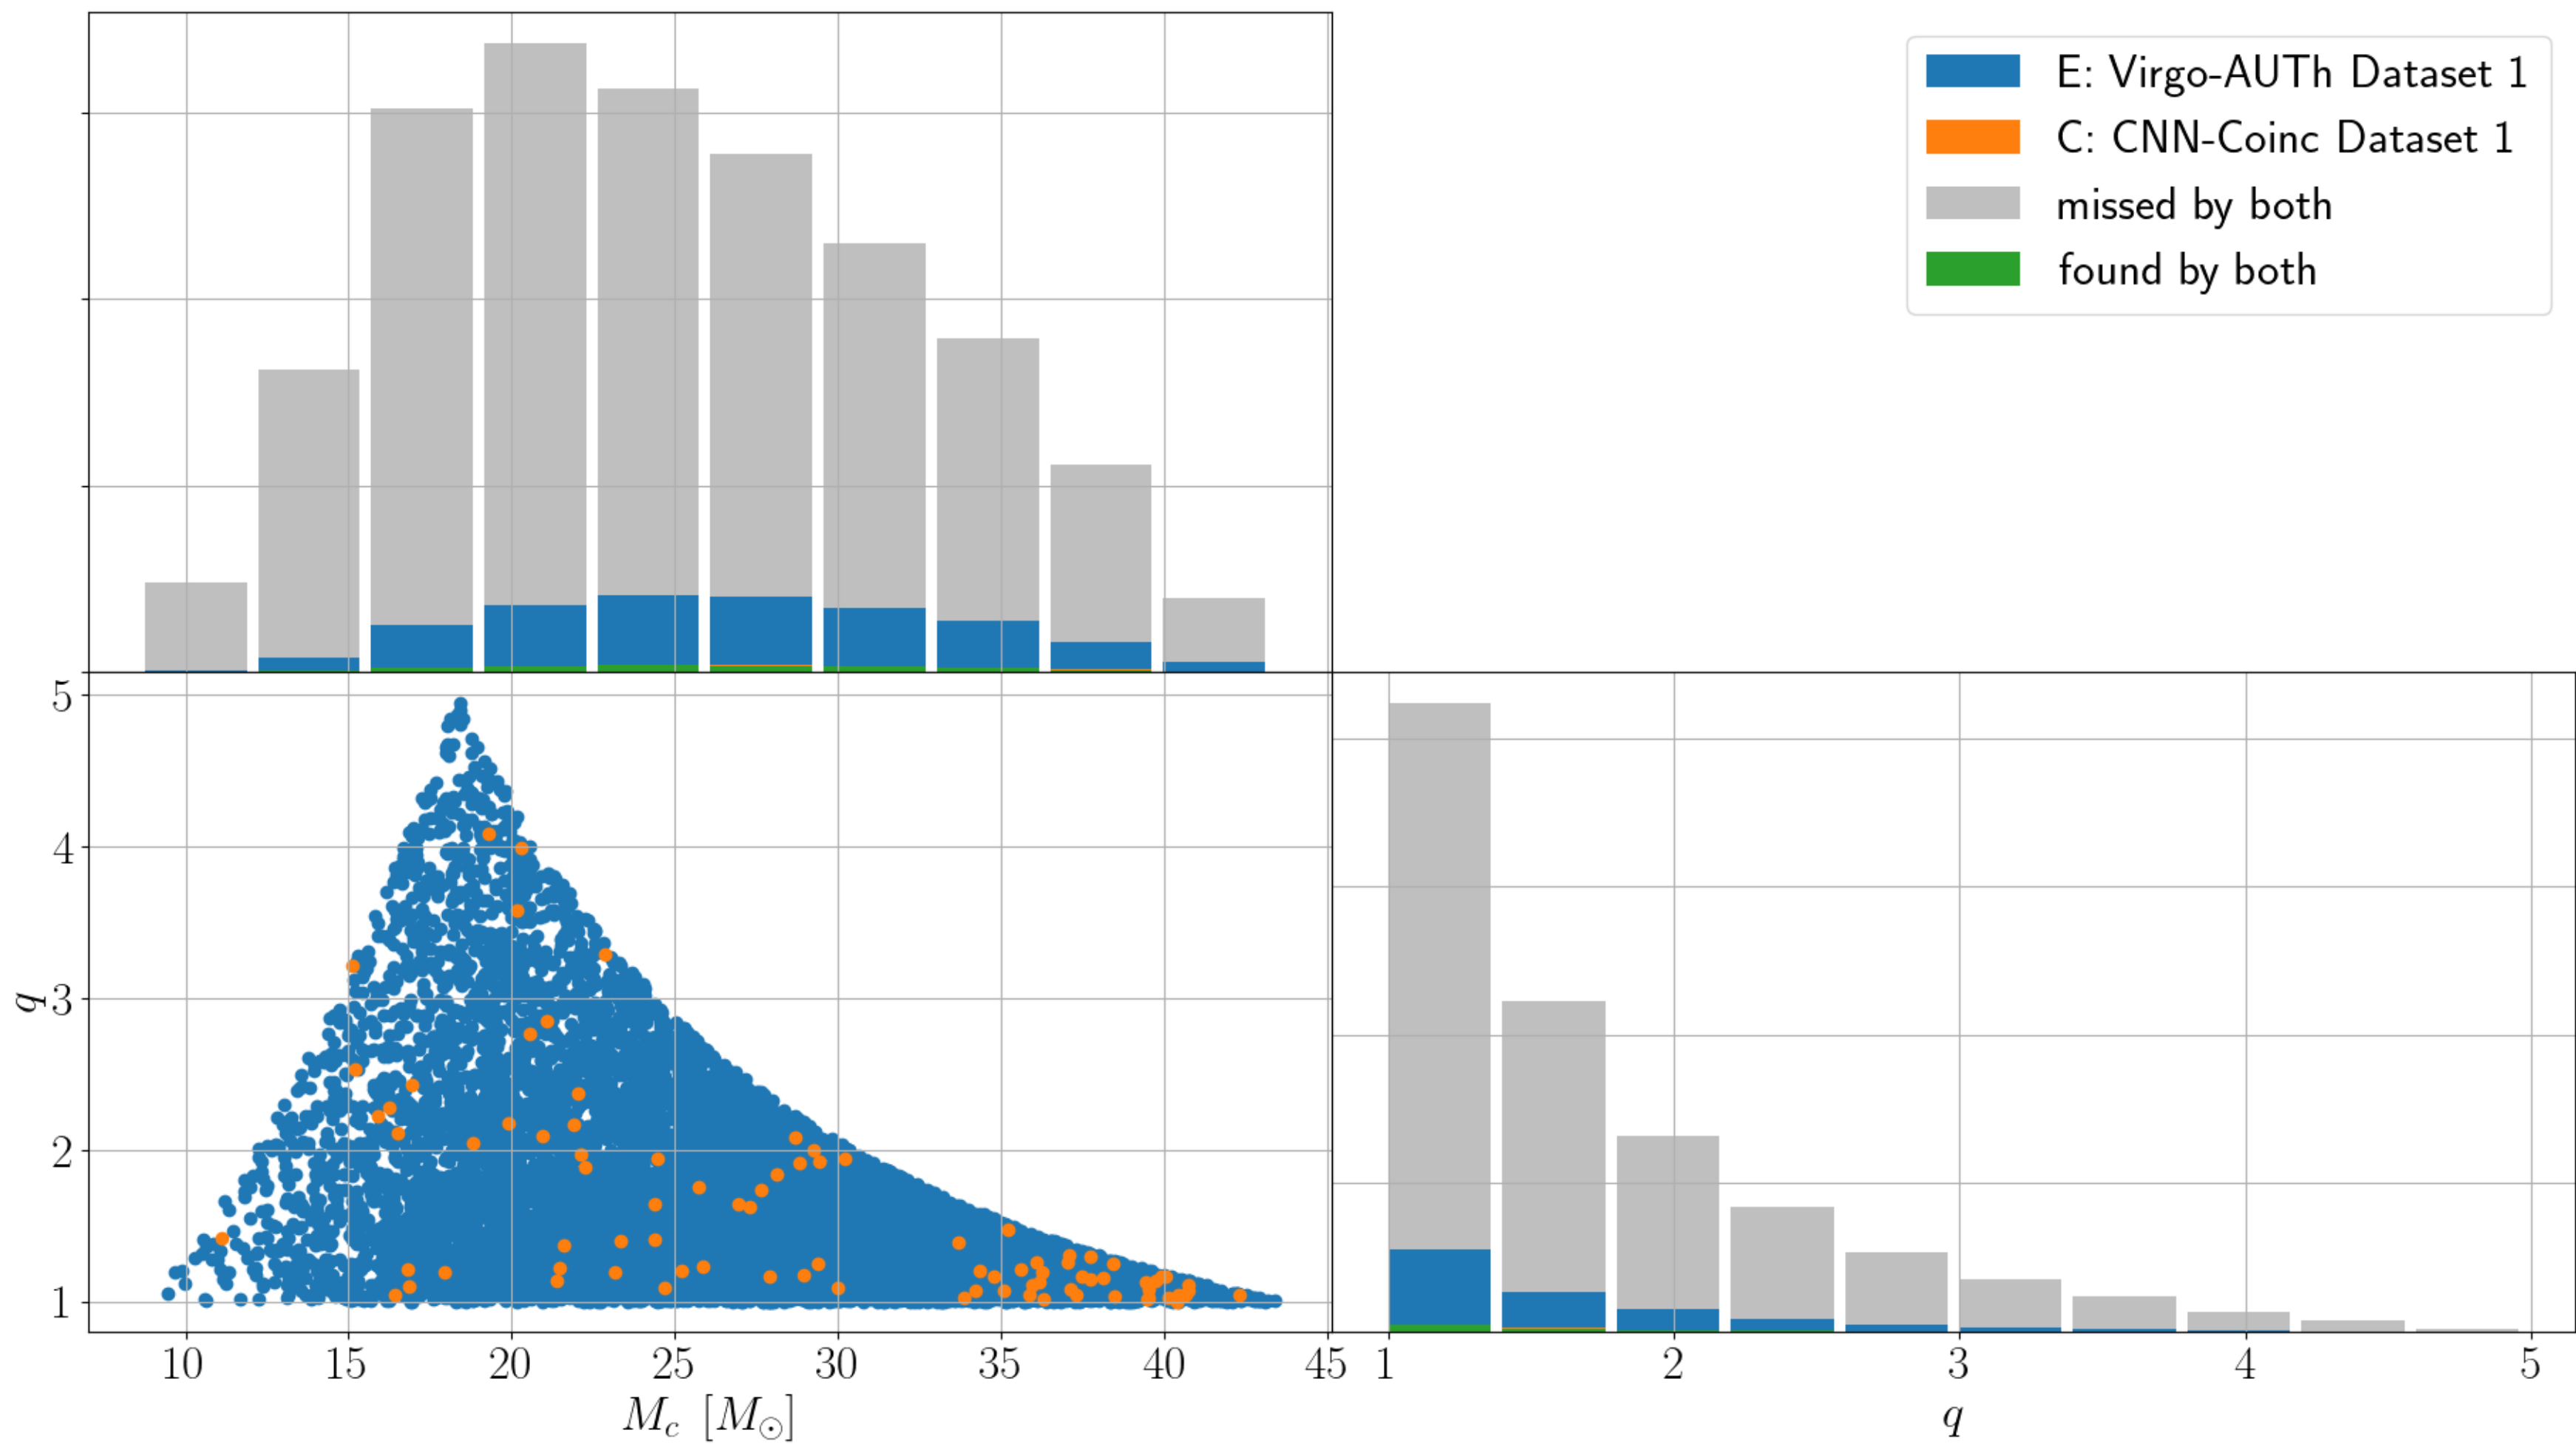 E: Virgo-AUTh Dataset 1
C: CNN-Coinc Dataset 1
missed by both
found by both
5
4
3
2
1
q
10 15 20 25 30 35 40 45
M_c [M_⊙]
1 2 3 4 5
q